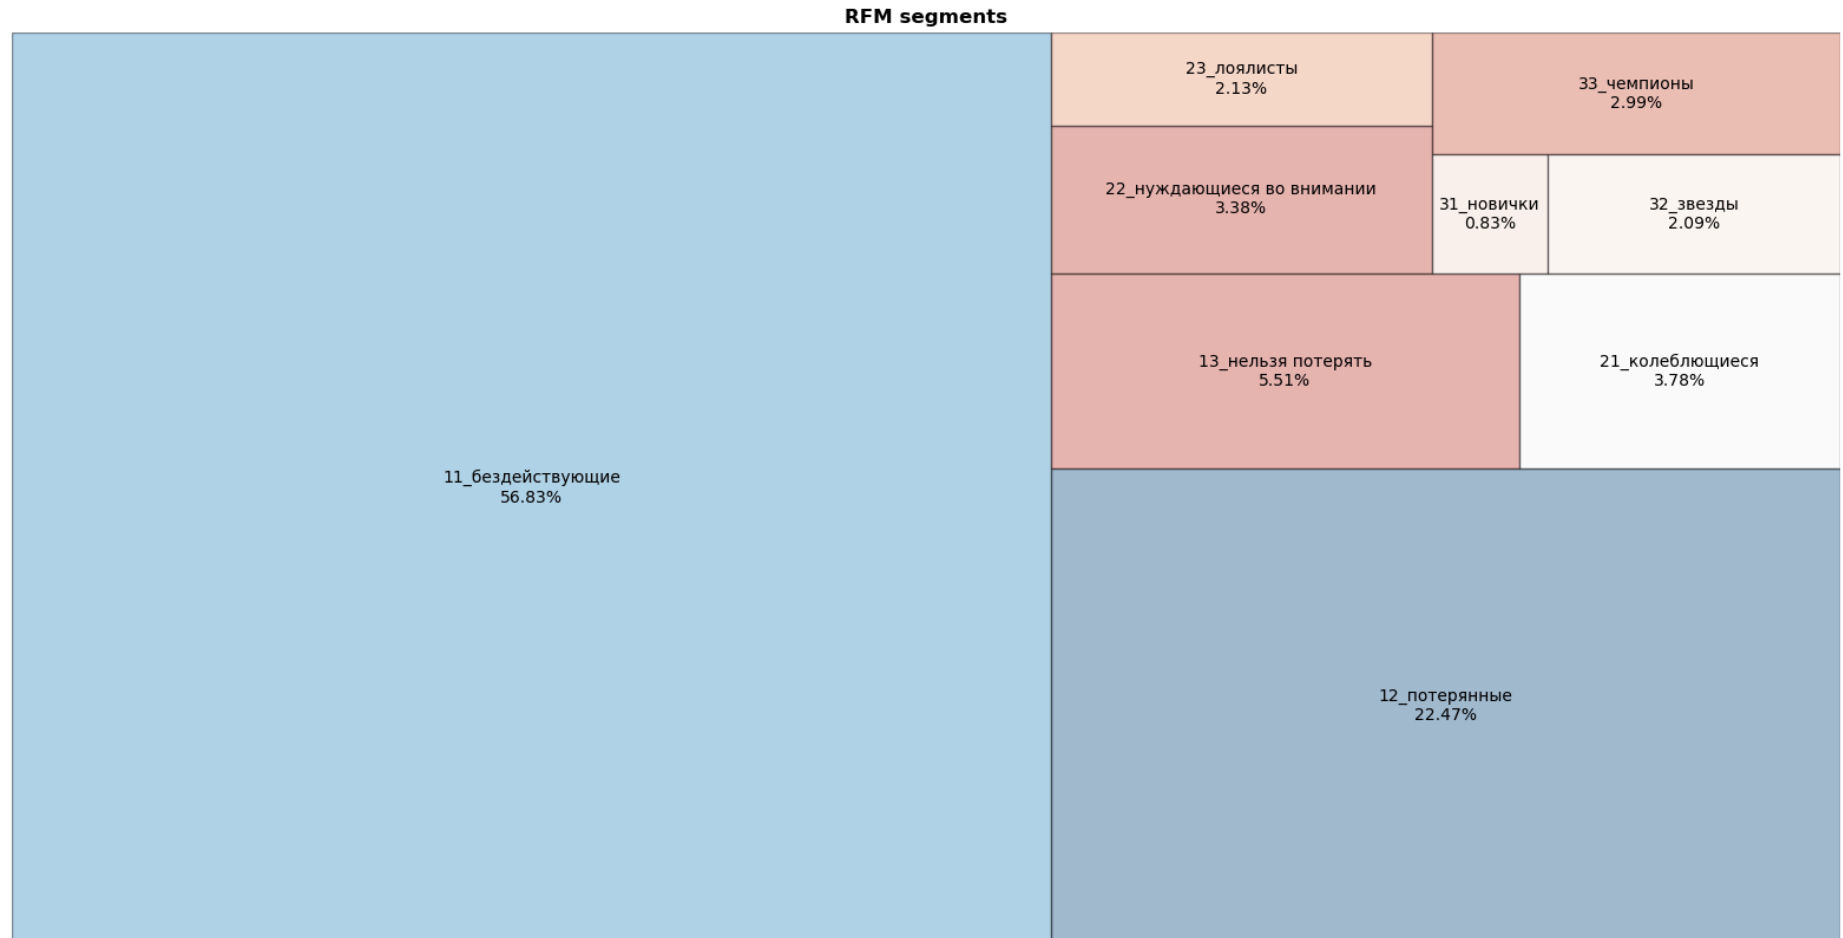 RFM segments
11_бездействующие
56.83%
23_лоялисты
2.13%
33_чемпионы
2.99%
22_нуждающиеся во внимании
3.38%
31_новички
0.83%
32_звезды
2.09%
13_нельзя потерять
5.51%
21_колеблющиеся
3.78%
12_потерянные
22.47%